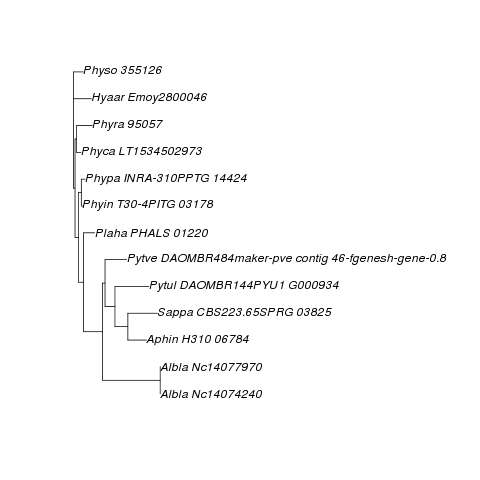 Physo 355126
Hyaar Emoy2800046
Phyra 95057
Phyca LT1534502973
Phypa INRA-310PPTG 14424
Phyin T30-4PITG 03178
Plaha PHALS 01220
Pytve DAOMBR484maker-pve contig 46-fgenesh-gene-0.8
Pytul DAOMBR144PYU1 G000934
Sappa CBS223.65SPRG 03825
Aphin H310 06784
Albla Nc14077970
Albla Nc14074240